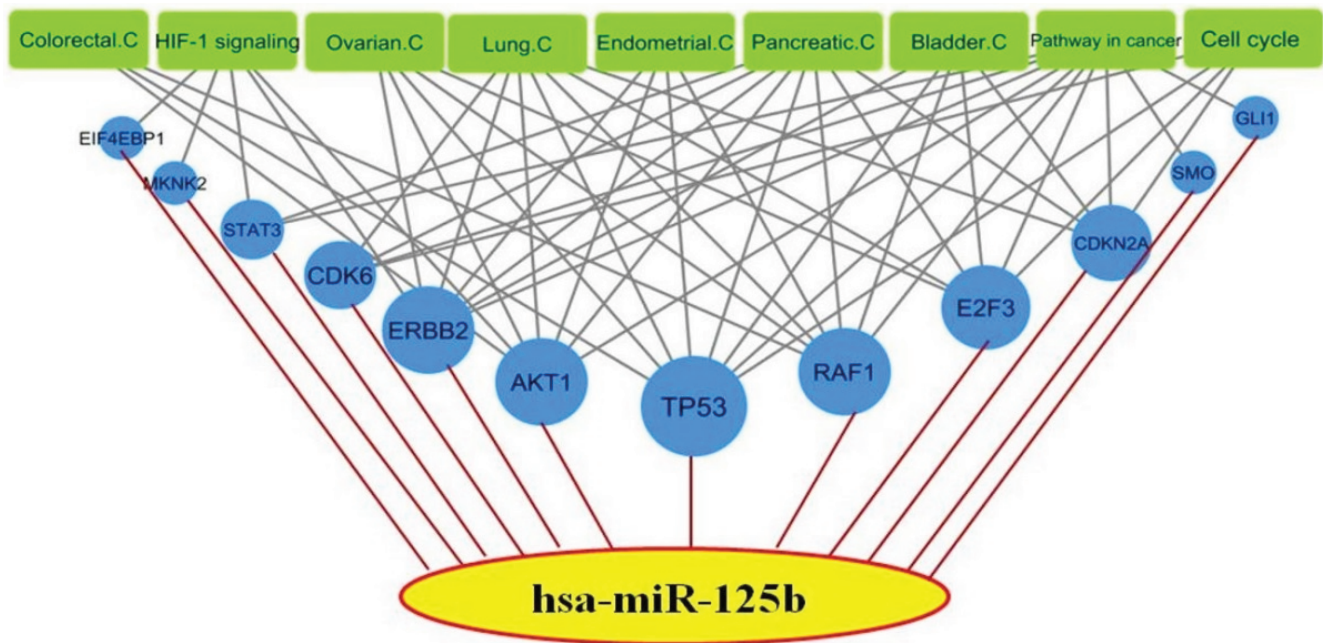 Colorectal.C
HIF-1 signaling
Ovarian.C
Lung.C
Endometrial.C
Pancreatic.C
Bladder.C
Pathway in cancer
Cell cycle
EIF4EBP1
GLI1
MKNK2
SMO
STAT3
CDKN2A
CDK6
E2F3
ERBB2
AKT1
RAF1
TP53
hsa-miR-125b